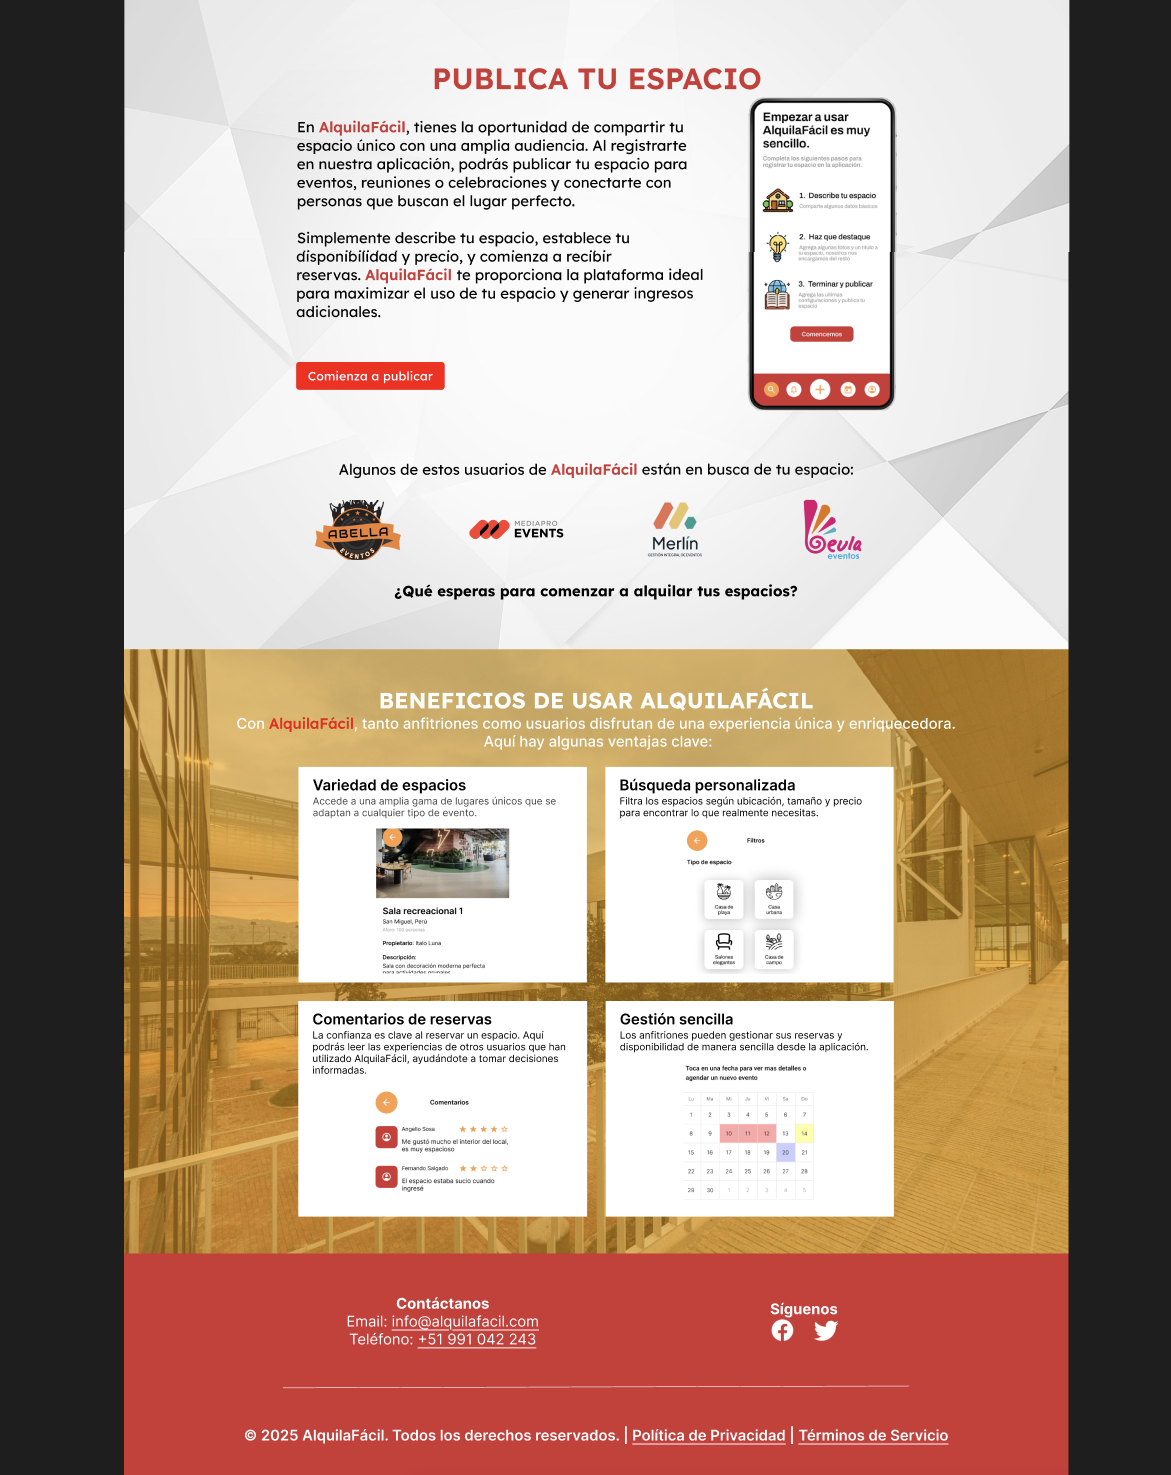 PUBLICA TU ESPACIO
En AlquilaFácil, tienes la oportunidad de compartir tu
espacio único con una amplia audiencia. Al registrarte
en nuestra aplicación, podrás publicar tu espacio para
eventos, reuniones o celebraciones y conectarte con
personas que buscan el lugar perfecto.
Simplemente describe tu espacio, establece tu
disponibilidad y precio, y comienza a recibir
reservas. AlquilaFácil te proporciona la plataforma ideal
para maximizar el uso de tu espacio y generar ingresos
adicionales.
Comienza a publicar
Empezar a usar
AlquilaFácil es muy
sencillo.
Completa los siguientes pasos para
registrar tu espacio en la aplicación.
1. Describe tu espacio
Comparte algunos datos básicos
2. Haz que destaque
Agrega algunas fotos y un título a
tu espacio, nosotros nos
encargamos del resto
3. Terminar y publicar
Agrega las ultimas
configuraciones y publica tu
espacio
Comencemos
Algunos de estos usuarios de AlquilaFácil están en busca de tu espacio:
ABELLA
EVENTOS
MEDIAPRO
EVENTS
Merlín
GESTIÓN INTEGRAL DE EVENTOS
beula
eventos
¿Qué esperas para comenzar a alquilar tus espacios?
BENEFICIOS DE USAR ALQUILAFÁCIL
Con AlquilaFácil, tanto anfitriones como usuarios disfrutan de una experiencia única y enriquecedora.
Aquí hay algunas ventajas clave:
Variedad de espacios
Accede a una amplia gama de lugares únicos que se
adaptan a cualquier tipo de evento.
Sala recreacional 1
San Miguel, Perú
Aforo: 165 personas
Propietario: Italo Luna
Descripción:
Sala con decoración moderna perfecta
para actividades grupales
Búsqueda personalizada
Filtra los espacios según ubicación, tamaño y precio
para encontrar lo que realmente necesitas.
Filtros
Tipo de espacio
Casa de
playa
Casa
urbana
Salones
elegantes
Casa de
campo
Comentarios de reservas
La confianza es clave al reservar un espacio. Aquí
podrás leer las experiencias de otros usuarios que han
utilizado AlquilaFácil, ayudándote a tomar decisiones
informadas.
Comentarios
Angello Sosa
Me gustó mucho el interior del local,
es muy espacioso
Fernando Salgado
El espacio estaba sucio cuando
ingresé
Gestión sencilla
Los anfitriones pueden gestionar sus reservas y
disponibilidad de manera sencilla desde la aplicación.
Toca en una fecha para ver mas detalles o
agendar un nuevo evento
Lu Ma Mi Ju Vi Sa Do
1 2 3 4 5 6 7
8 9 10 11 12 13 14
15 16 17 18 19 20 21
22 23 24 25 26 27 28
29 30 1 2 3 4 5
Contáctanos
Email: info@alquilafacil.com
Teléfono: +51 991 042 243
Síguenos
© 2025 AlquilaFácil. Todos los derechos reservados. | Política de Privacidad | Términos de Servicio